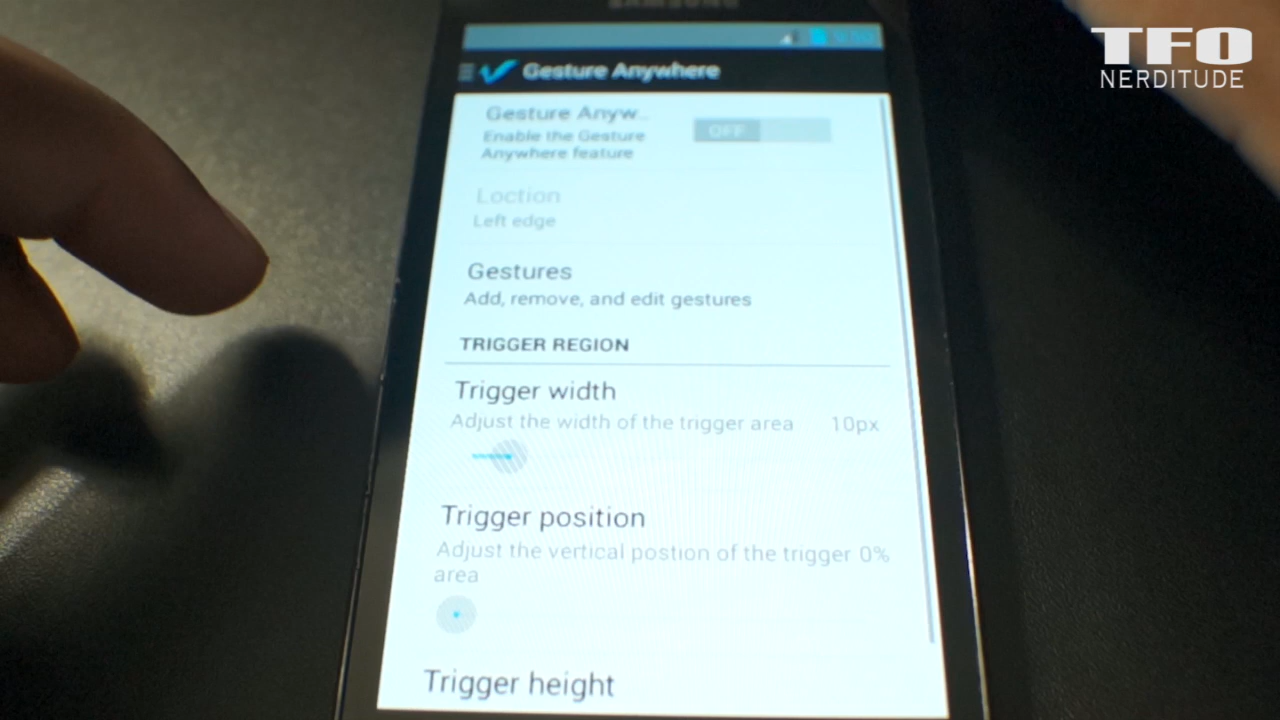 SAMSUNG
TFO
NERDITUDE
Gesture Anywhere
Gesture Anyw...
OFF
Enable the Gesture
Anywhere feature
Loction
Left edge
Gestures
Add, remove, and edit gestures
TRIGGER REGION
Trigger width
Adjust the width of the trigger area 10px
Trigger position
Adjust the vertical postion of the trigger 0%
area
Trigger height